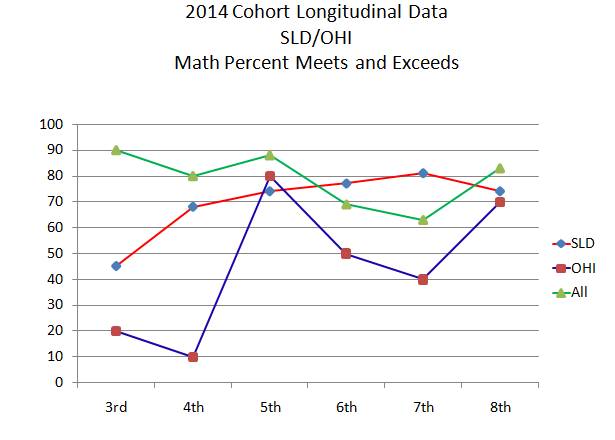 2014 Cohort Longitudinal Data
SLD/OHI
Math Percent Meets and Exceeds
100
90
80
70
60
50
40
30
20
10
0
3rd 4th 5th 6th 7th 8th
SLD
OHI
All